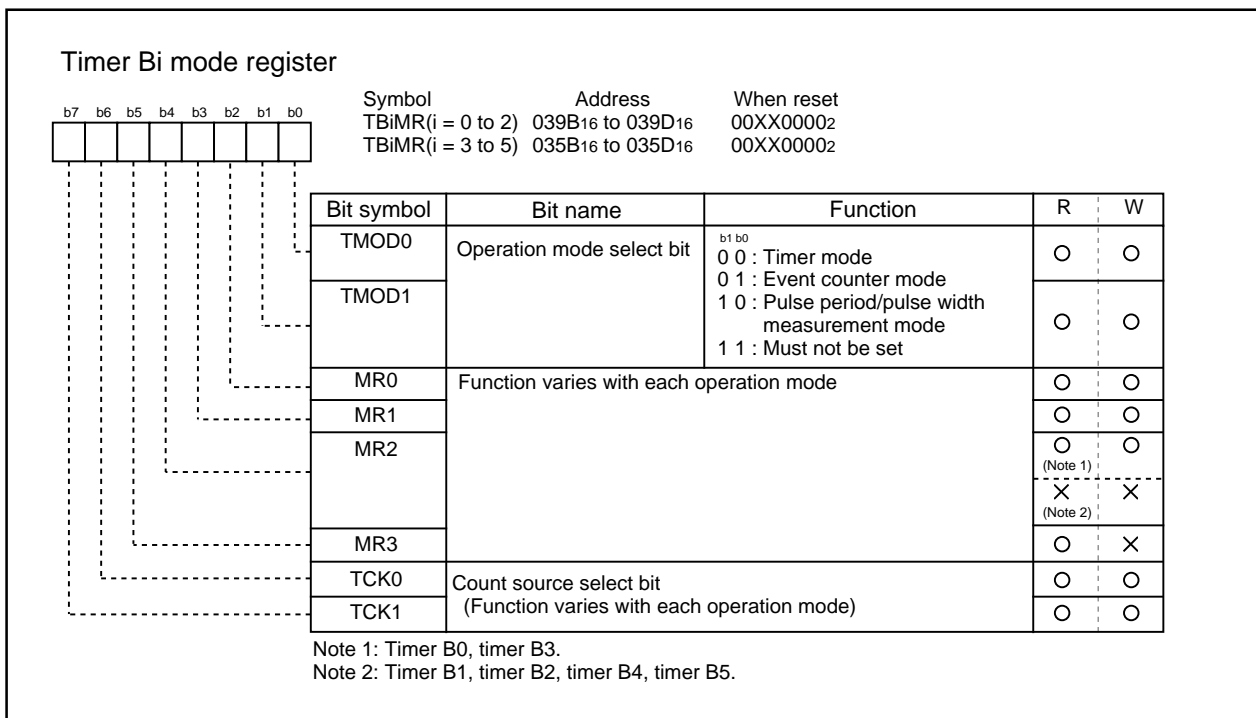 Timer Bi mode register
Symbol Address When reset
b7 b6 b5 b4 b3 b2 b1 b0
TBiMR(i = 0 to 2) 039B16 to 039D16 00XX00002
TBiMR(i = 3 to 5) 035B16 to 035D16 00XX00002
Bit symbol Bit name Function R W
TMOD0 Operation mode select bit
b1 b0
0 0 : Timer mode
0 1 : Event counter mode
TMOD1
1 0 : Pulse period/pulse width
measurement mode
1 1 : Must not be set
MR0 Function varies with each operation mode
MR1
MR2
(Note 1)
(Note 2)
MR3
TCK0 Count source select bit
TCK1 (Function varies with each operation mode)
Note 1: Timer B0, timer B3.
Note 2: Timer B1, timer B2, timer B4, timer B5.